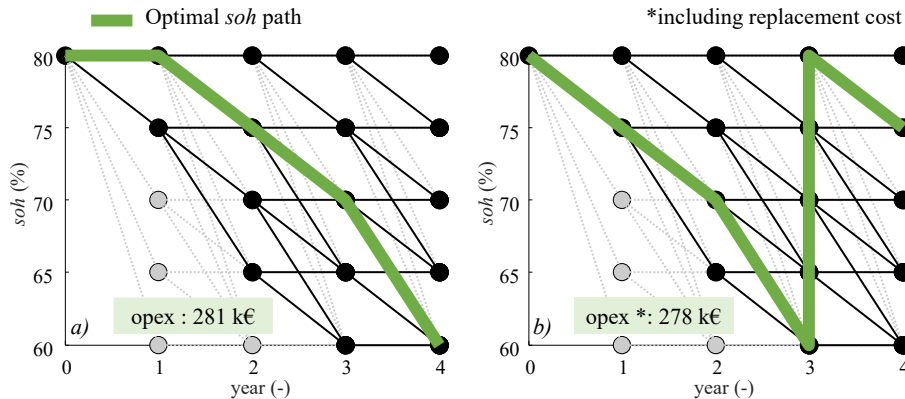 Optimal soh path
*including replacement cost
80
75
70
65
60
soh (%)
0 1 2 3 4
year (-)
a)
opex : 281 k€
80
75
70
65
60
soh (%)
0 1 2 3 4
year (-)
b)
opex *: 278 k€